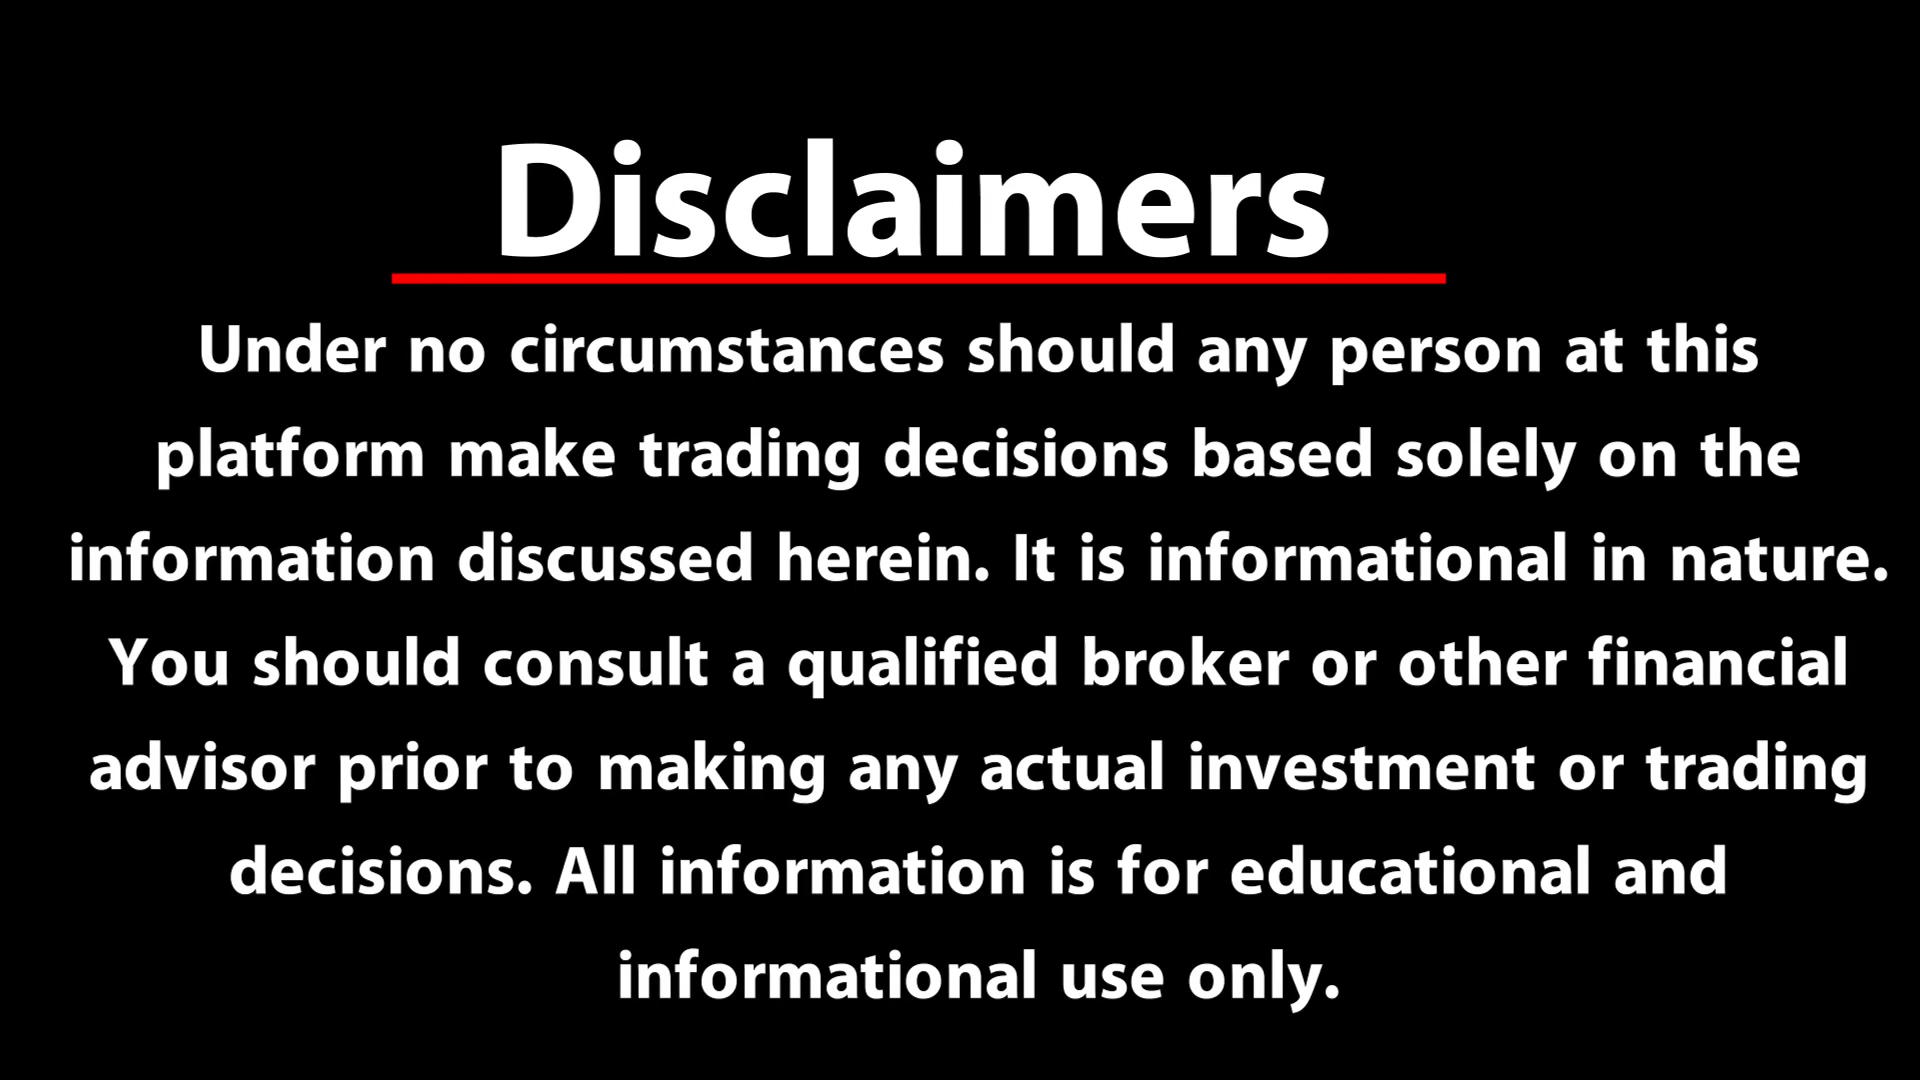 Disclaimers
Under no circumstances should any person at this
platform make trading decisions based solely on the
information discussed herein. It is informational in nature.
You should consult a qualified broker or other financial
advisor prior to making any actual investment or trading
decisions. All information is for educational and
informational use only.